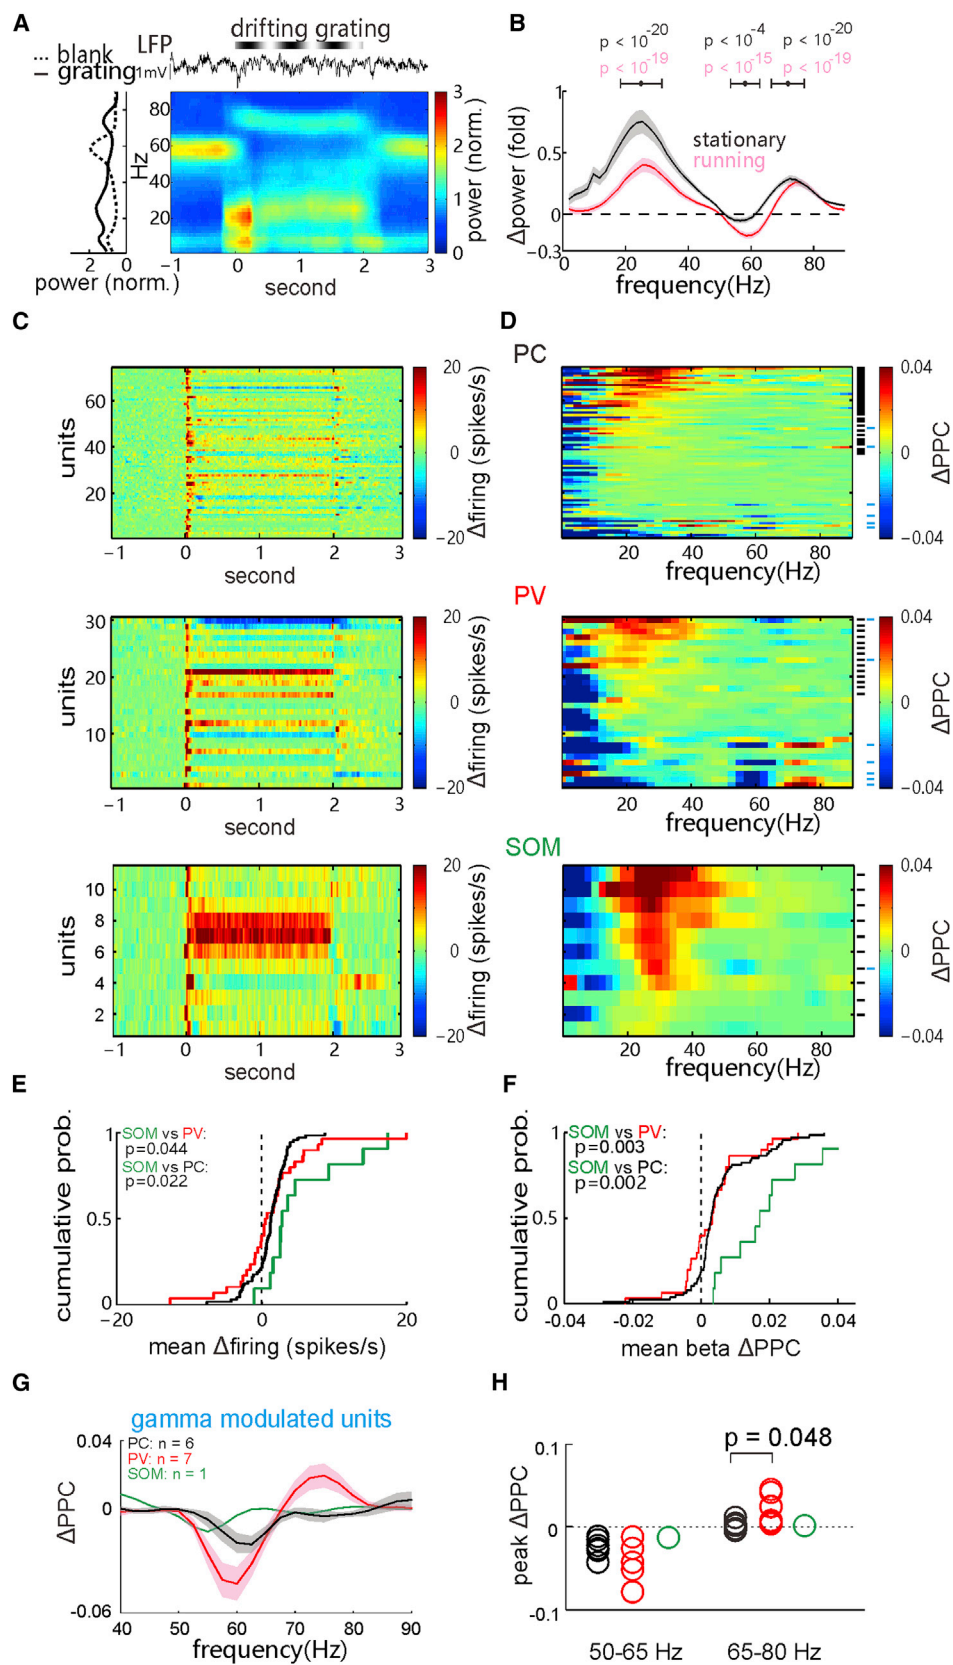 A
LFP
drifting grating
blank
grating
1mV
80
60
40
20
0
Hz
3
2
1
0
power (norm.)
2 0
power (norm.)
−1 0 1 2 3
second
B
p < 10-20
p < 10-4
p < 10-20
p < 10-19
p < 10-15
p < 10-19
1
0.5
0
−0.3
Δpower (fold)
stationary
running
0 20 40 60 80
frequency(Hz)
C
60
40
20
units
−1 0 1 2 3
second
20
0
−20
Δfiring (spikes/s)
D
PC
20 40 60 80
frequency(Hz)
0.04
0
−0.04
ΔPPC
30
20
10
units
−1 0 1 2 3
second
20
0
−20
Δfiring (spikes/s)
PV
20 40 60 80
frequency(Hz)
0.04
0
−0.04
ΔPPC
10
8
6
4
2
units
−1 0 1 2 3
second
20
0
−20
Δfiring (spikes/s)
SOM
20 40 60 80
frequency(Hz)
0.04
0
−0.04
ΔPPC
E
SOM vs PV:
p=0.044
SOM vs PC:
p=0.022
1
0.5
0
cumulative prob.
−20 0 20
mean Δfiring (spikes/s)
F
SOM vs PV:
p=0.003
SOM vs PC:
p=0.002
1
0.5
0
cumulative prob.
-0.04 -0.02 0 0.02 0.04
mean beta ΔPPC
G
gamma modulated units
PC: n = 6
PV: n = 7
SOM: n = 1
0.04
0
-0.06
ΔPPC
40 50 60 70 80 90
frequency(Hz)
H
p = 0.048
0.1
0
-0.1
peak ΔPPC
50-65 Hz 65-80 Hz